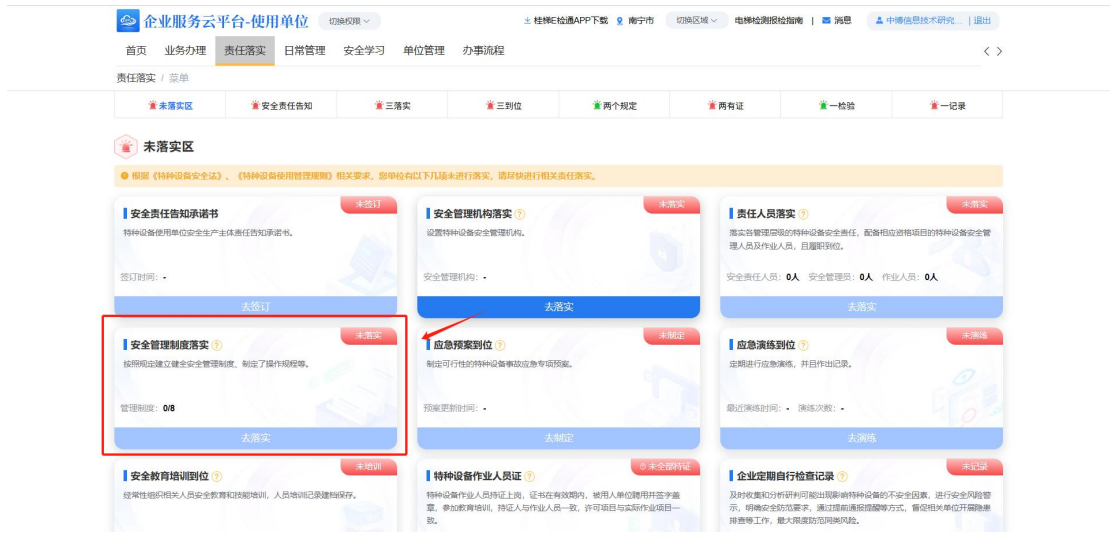 企业服务云平台-使用单位 切换权限 桂梯E检通APP下载 南宁市 切换区域 电梯检测报检指南 | 消息 中搏信息技术研究... | 退出
首页 业务办理 责任落实 日常管理 安全学习 单位管理 办事流程
责任落实 / 菜单
未落实区 安全责任告知 三落实 三到位 两个规定 两有证 一检验 一记录
未落实区
根据《特种设备安全法》、《特种设备使用管理规则》相关要求，您单位有以下几项未进行落实，请尽快进行相关责任落实。
未签订
安全责任告知承诺书
特种设备使用单位安全生产主体责任告知承诺书。
签订时间： -
去签订
未落实
安全管理机构落实
设置特种设备安全管理机构。
安全管理机构： -
去落实
未落实
责任人员落实
落实各管理层级的特种设备安全责任，配备相应资格项目的特种设备安全管
理人员及作业人员，且履职到位。
安全责任人员： 0人 安全管理员： 0人 作业人员： 0人
去落实
未落实
安全管理制度落实
按照规定建立健全安全管理制度、制定了操作规程等。
管理制度： 0/8
去落实
未制定
应急预案到位
制定可行性的特种设备事故应急专项预案。
预案更新时间： -
去制定
未演练
应急演练到位
定期进行应急演练，并且作出记录。
最近演练时间： - 演练次数： -
去演练
未培训
安全教育培训到位
经常性组织相关人员安全教育和技能培训，人员培训记录建档保存。
未全部持证
特种设备作业人员证
特种设备作业人员持证上岗，证书在有效期内，被用人单位聘用并签字盖
章，参加教育培训，持证人与作业人员一致，许可项目与实际作业项目一
致。
未记录
企业定期自行检查记录
及时收集和分析研判可能出现影响特种设备的不安全因素，进行安全风险警
示，明确安全防范要求，通过提前通报提醒等方式，督促相关单位开展隐患
排查等工作，最大限度防范同类风险。